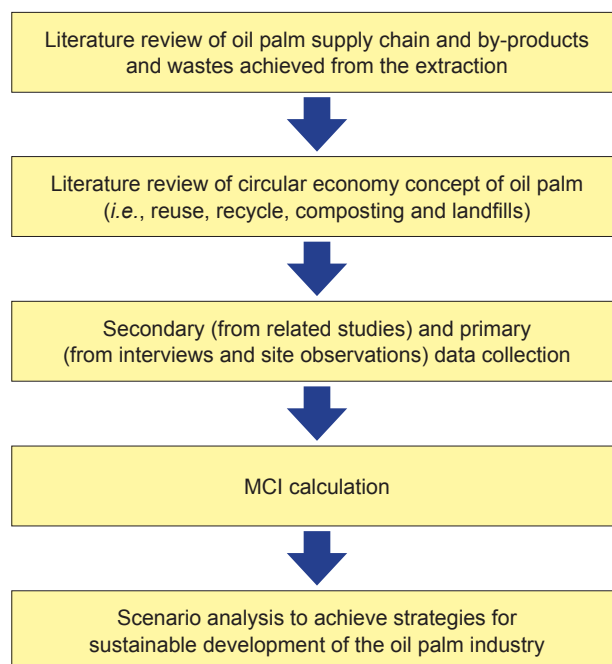 Literature review of oil palm supply chain and by-products
and wastes achieved from the extraction
Literature review of circular economy concept of oil palm
(i.e., reuse, recycle, composting and landfills)
Secondary (from related studies) and primary
(from interviews and site observations) data collection
MCI calculation
Scenario analysis to achieve strategies for
sustainable development of the oil palm industry